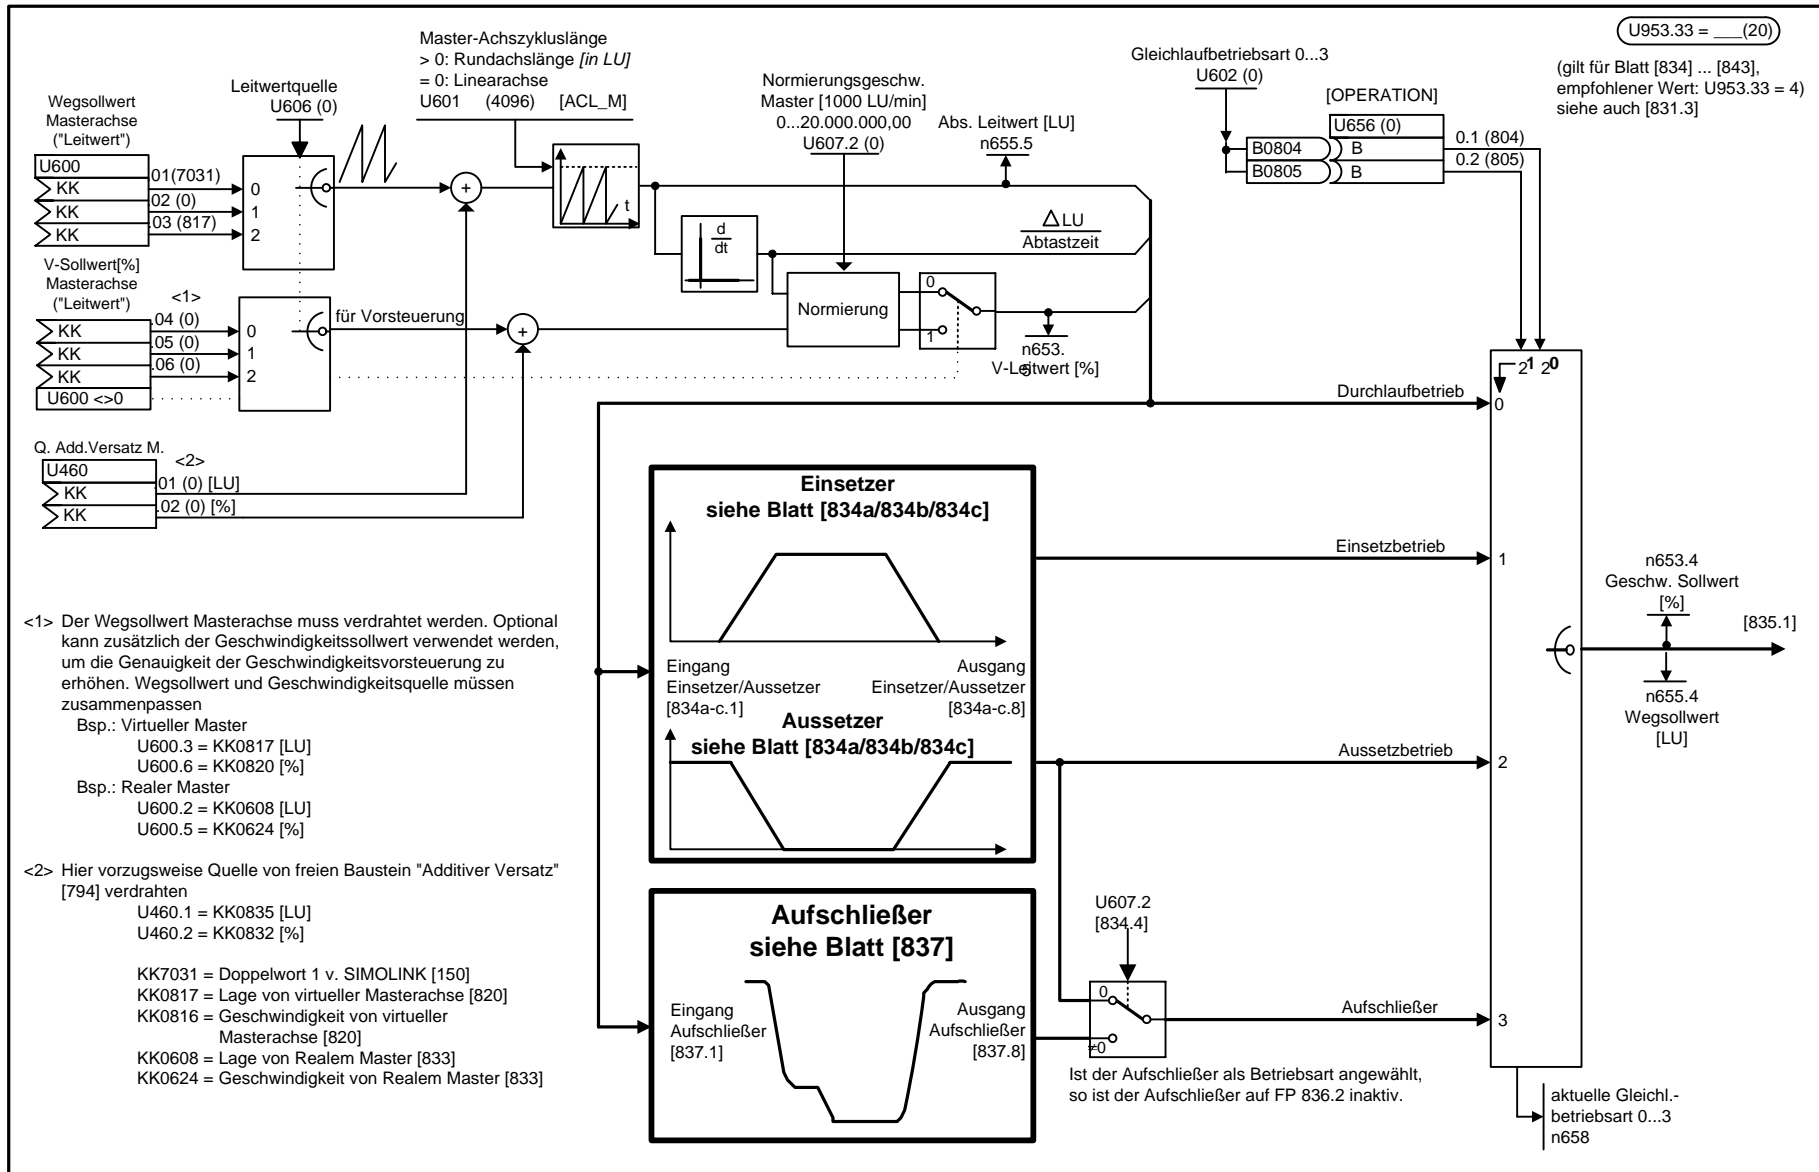 U953.33 = ___(20)
(gilt für Blatt [834] ... [843],
empfohlener Wert: U953.33 = 4)
siehe auch [831.3]
Master-Achszykluslänge
> 0: Rundachslänge [in LU]
= 0: Linearachse
U601 (4096) [ACL_M]
Leitwertquelle
U606 (0)
Normierungsgeschw.
Master [1000 LU/min]
0...20.000.000,00
U607.2 (0)
Abs. Leitwert [LU]
n655.5
Gleichlaufbetriebsart 0...3
U602 (0)
[OPERATION]
U656 (0)
B0804
B
0.1 (804)
B0805
B
0.2 (805)
Wegsollwert
Masterachse
("Leitwert")
U600
KK
.01(7031)
0
KK
.02 (0)
1
KK
.03 (817)
2
+
t
d
dt
△LU
Abtastzeit
V-Sollwert[%]
Masterachse
("Leitwert")
<1>
KK
.04 (0)
0
KK
.05 (0)
1
KK
.06 (0)
2
U600 <>0
für Vorsteuerung
+
Normierung
0
1
n653.
5
V-Leitwert [%]
Q. Add.Versatz M.
<2>
U460
KK
.01 (0) [LU]
KK
.02 (0) [%]
2 1 2 0
Durchlaufbetrieb
0
Einsetzer
siehe Blatt [834a/834b/834c]
Einsetzbetrieb
1
Eingang
Einsetzer/Aussetzer
[834a-c.1]
Ausgang
Einsetzer/Aussetzer
[834a-c.8]
Aussetzer
siehe Blatt [834a/834b/834c]
Aussetzbetrieb
2
n653.4
Geschw. Sollwert
[%]
[835.1]
n655.4
Wegsollwert
[LU]
<1> Der Wegsollwert Masterachse muss verdrahtet werden. Optional
kann zusätzlich der Geschwindigkeitssollwert verwendet werden,
um die Genauigkeit der Geschwindigkeitsvorsteuerung zu
erhöhen. Wegsollwert und Geschwindigkeitsquelle müssen
zusammenpassen
Bsp.: Virtueller Master
U600.3 = KK0817 [LU]
U600.6 = KK0820 [%]
Bsp.: Realer Master
U600.2 = KK0608 [LU]
U600.5 = KK0624 [%]
<2> Hier vorzugsweise Quelle von freien Baustein "Additiver Versatz"
[794] verdrahten
U460.1 = KK0835 [LU]
U460.2 = KK0832 [%]
KK7031 = Doppelwort 1 v. SIMOLINK [150]
KK0817 = Lage von virtueller Masterachse [820]
KK0816 = Geschwindigkeit von virtueller
Masterachse [820]
KK0608 = Lage von Realem Master [833]
KK0624 = Geschwindigkeit von Realem Master [833]
Aufschließer
siehe Blatt [837]
Eingang
Aufschließer
[837.1]
Ausgang
Aufschließer
[837.8]
U607.2
[834.4]
0
≠0
Aufschließer
3
Ist der Aufschließer als Betriebsart angewählt,
so ist der Aufschließer auf FP 836.2 inaktiv.
aktuelle Gleichl.-
betriebsart 0...3
n658